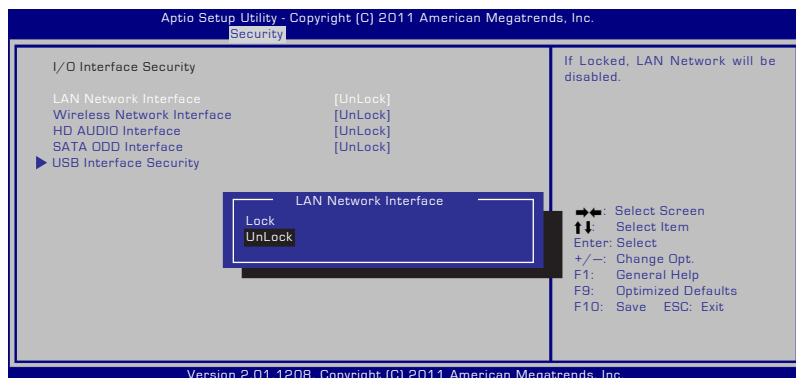 Aptio Setup Utility - Copyright (C) 2011 American Megatrends, Inc.
Security
I/O Interface Security
LAN Network Interface [UnLock]
Wireless Network Interface [UnLock]
HD AUDIO Interface [UnLock]
SATA ODD Interface [UnLock]
USB Interface Security
LAN Network Interface
Lock
UnLock
If Locked, LAN Network will be
disabled.
→←: Select Screen
↑↓: Select Item
Enter: Select
+/—: Change Opt.
F1: General Help
F9: Optimized Defaults
F10: Save ESC: Exit
Version 2.01.1208. Copyright (C) 2011 American Megatrends, Inc.